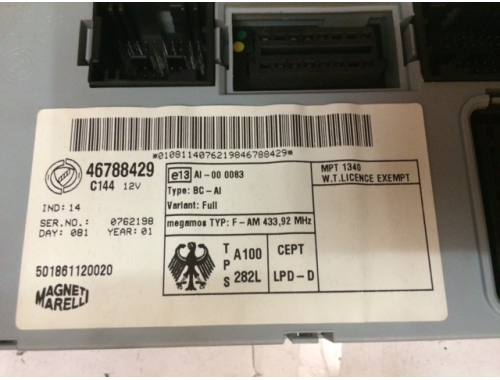 *0108114076219846788429*
46788429
C144 12V
IND: 14
SER.NO.: 0762198
DAY: 081 YEAR: 01
501861120020
MAGNETI
MARELLI
e13 AI-00 0083
Type: BC-AI
Variant: Full
megamos TYP: F-AM 433,92 MHz
T
P
S
A100
282L
CEPT
LPD-D
MPT 1340
W.T.LICENCE EXEMPT